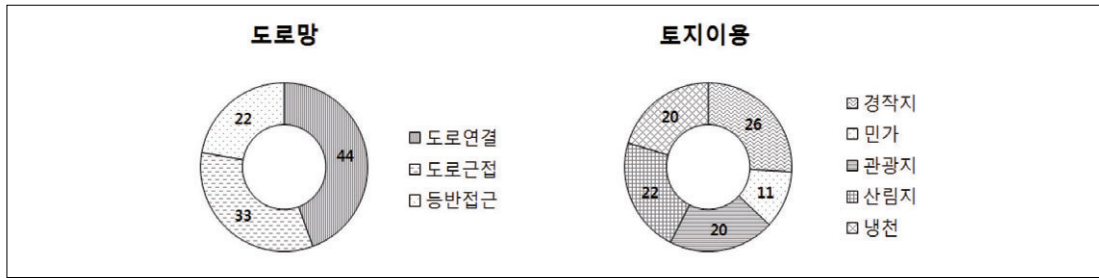 도로망
44
33
22
도로연결
도로근접
등반접근
토지이용
26
11
20
22
20
경작지
민가
관광지
산림지
냉천